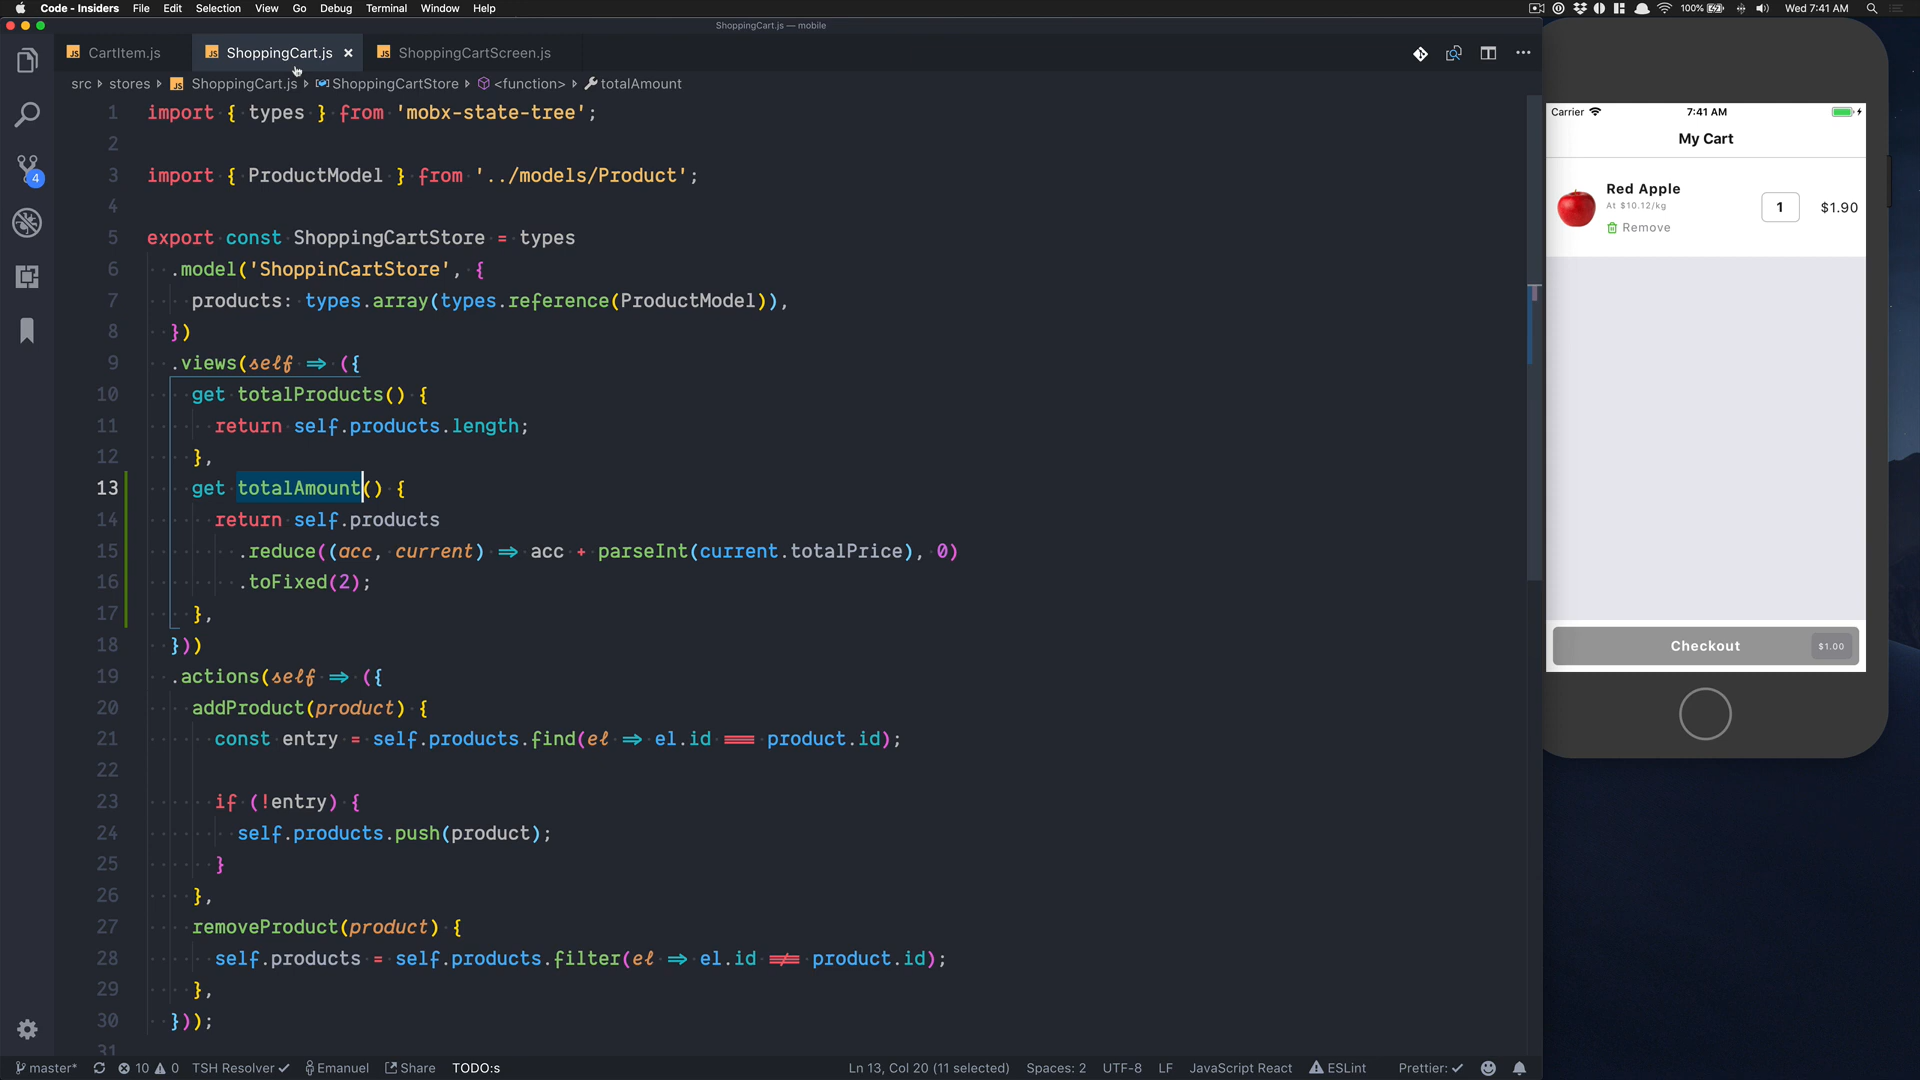 Code - Insiders File Edit Selection View Go Debug Terminal Window Help 100% Wed 7:41 AM
ShoppingCart.js — mobile
CartItem.js ShoppingCart.js ShoppingCartScreen.js
src stores ShoppingCart.js ShoppingCartStore <function> totalAmount
1 import { types } from 'mobx-state-tree';
2
3 import { ProductModel } from '../models/Product';
4
5 export const ShoppingCartStore = types
6 .model('ShoppinCartStore', {
7 products: types.array(types.reference(ProductModel)),
8 })
9 .views(self => ({
10 get totalProducts() {
11 return self.products.length;
12 },
13 get totalAmount() {
14 return self.products
15 .reduce((acc, current) => acc + parseInt(current.totalPrice), 0)
16 .toFixed(2);
17 },
18 }))
19 .actions(self => ({
20 addProduct(product) {
21 const entry = self.products.find(el => el.id === product.id);
22
23 if (!entry) {
24 self.products.push(product);
25 }
26 },
27 removeProduct(product) {
28 self.products = self.products.filter(el => el.id !== product.id);
29 },
30 }));
31
4
master* 10 0 TSH Resolver Emanuel Share TODO:s Ln 13, Col 20 (11 selected) Spaces: 2 UTF-8 LF JavaScript React ESLint Prettier:
Carrier 7:41 AM
My Cart
Red Apple
At $10.12/kg
Remove
1 $1.90
Checkout $1.00